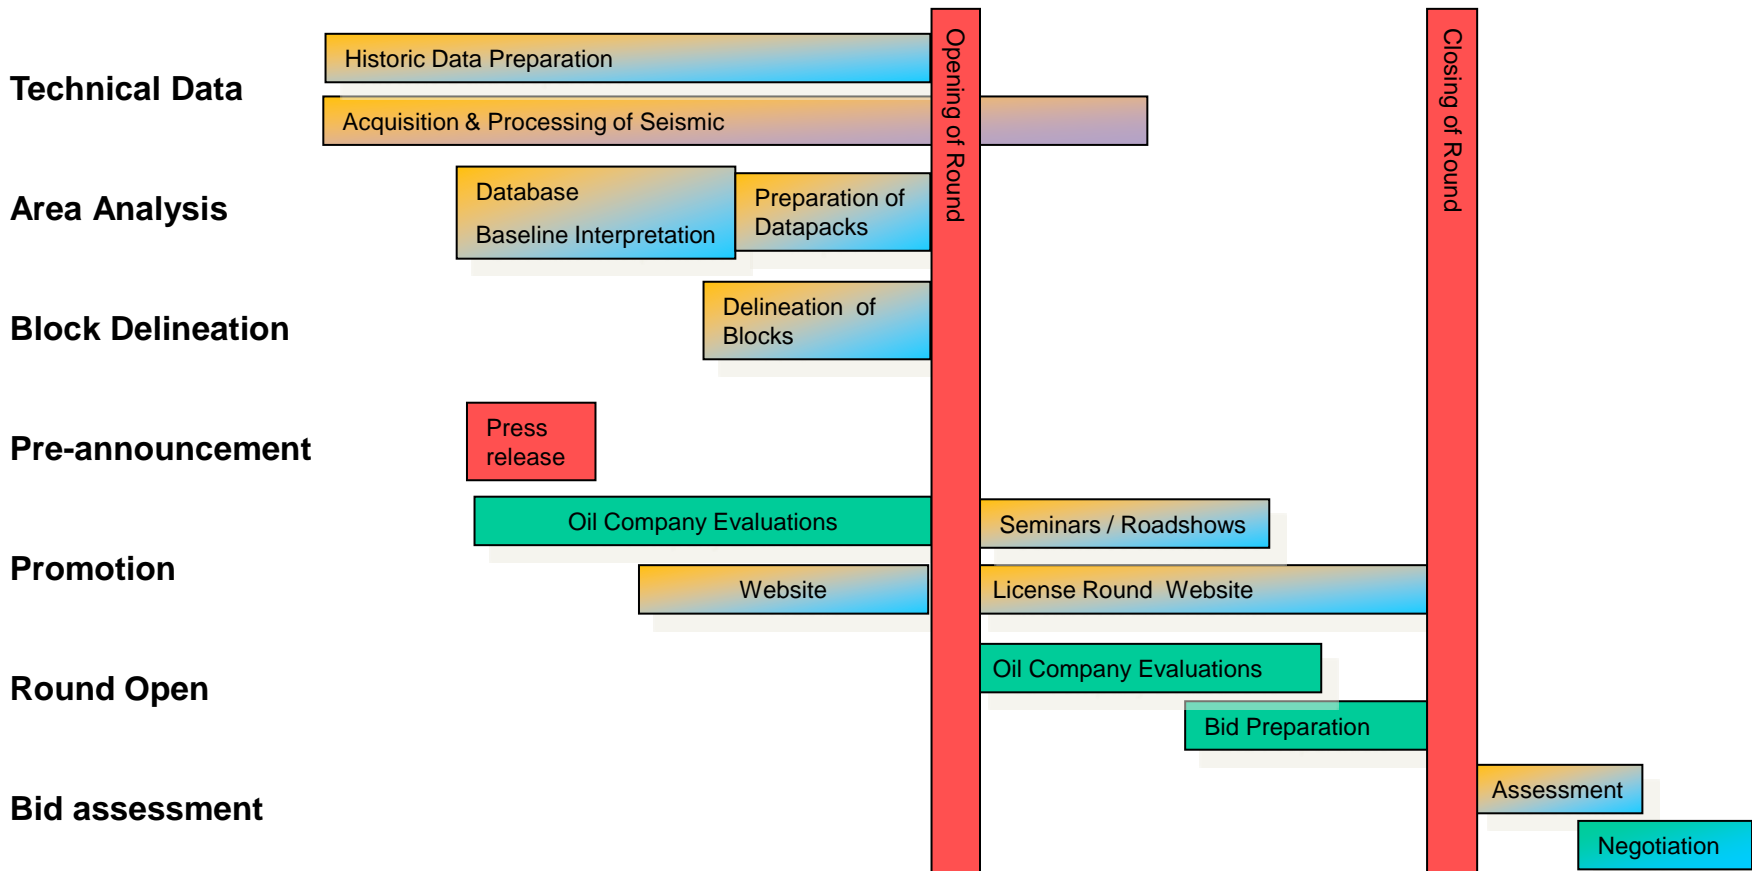 Opening of Round
Closing of Round
Technical Data
Historic Data Preparation
Acquisition & Processing of Seismic
Area Analysis
Database
Baseline Interpretation
Preparation of
Datapacks
Block Delineation
Delineation of
Blocks
Pre-announcement
Press
release
Promotion
Oil Company Evaluations
Seminars / Roadshows
Website
License Round Website
Round Open
Oil Company Evaluations
Bid Preparation
Bid assessment
Assessment
Negotiation